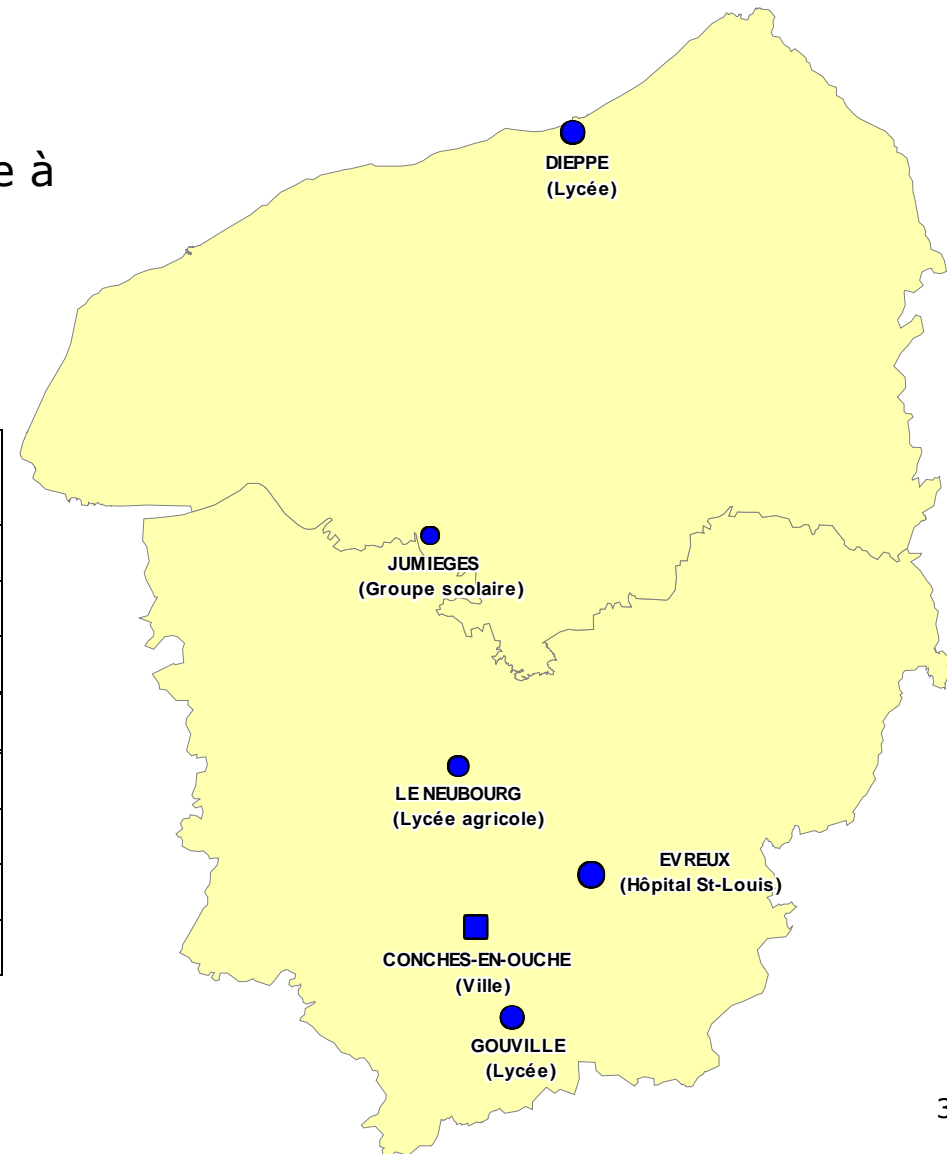 e à
DIEPPE
(Lycée)
JUMIEGES
(Groupe scolaire)
LE NEUBOURG
(Lycée agricole)
EVREUX
(Hôpital St-Louis)
CONCHES-EN-OUCHE
(Ville)
GOUVILLE
(Lycée)
3